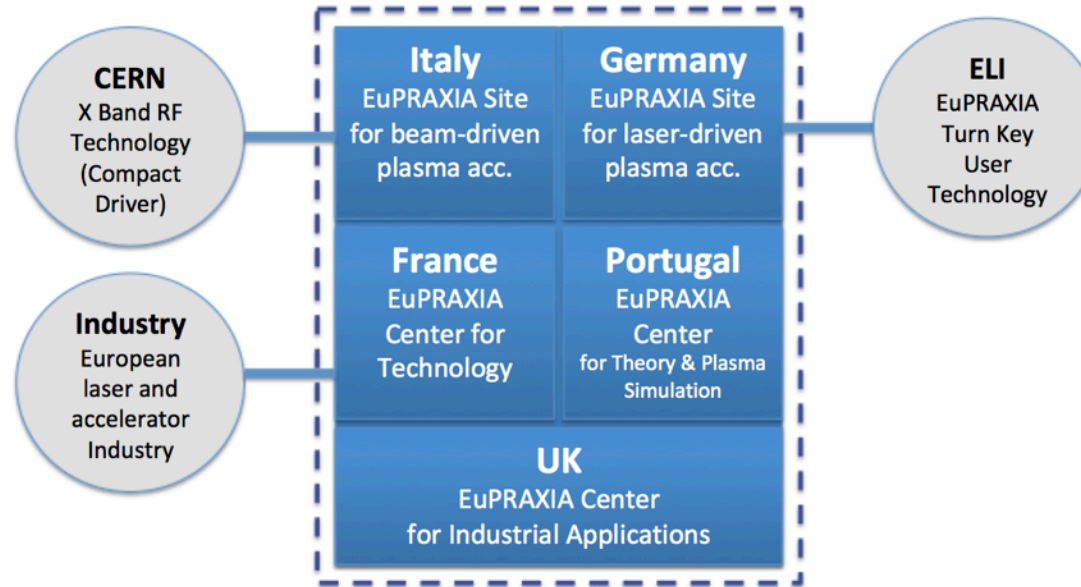 CERN
X Band RF
Technology
(Compact
Driver)
Italy
EuPRAXIA Site
for beam-driven
plasma acc.
Germany
EuPRAXIA Site
for laser-driven
plasma acc.
ELI
EuPRAXIA
Turn Key
User
Technology
Industry
European
laser and
accelerator
Industry
France
EuPRAXIA
Center for
Technology
Portugal
EuPRAXIA
Center
for Theory & Plasma
Simulation
UK
EuPRAXIA Center
for Industrial Applications